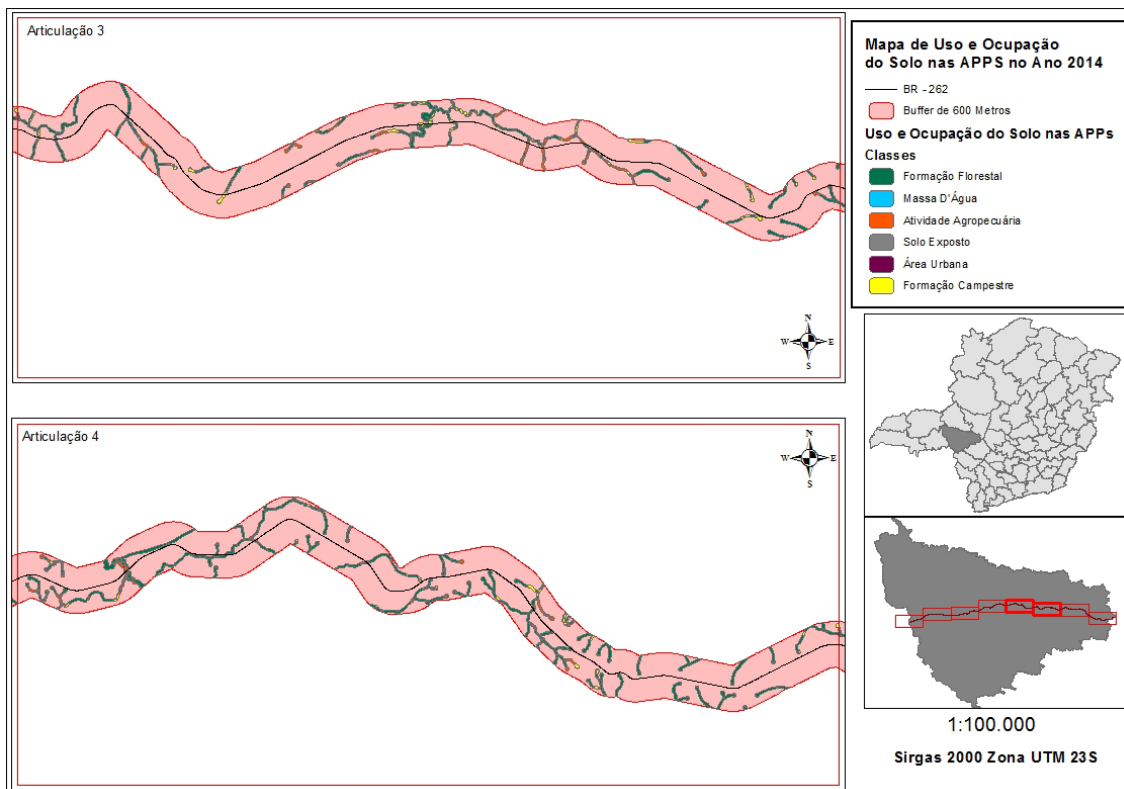 Articulação 3
N
W
E
S
Articulação 4
N
W
E
S
Mapa de Uso e Ocupação
do Solo nas APPS no Ano 2014
BR - 262
Buffer de 600 Metros
Uso e Ocupação do Solo nas APPs
Classes
Formação Florestal
Massa D'Água
Atividade Agropecuária
Solo Exposto
Área Urbana
Formação Campestre
1:100.000
Sirgas 2000 Zona UTM 23S